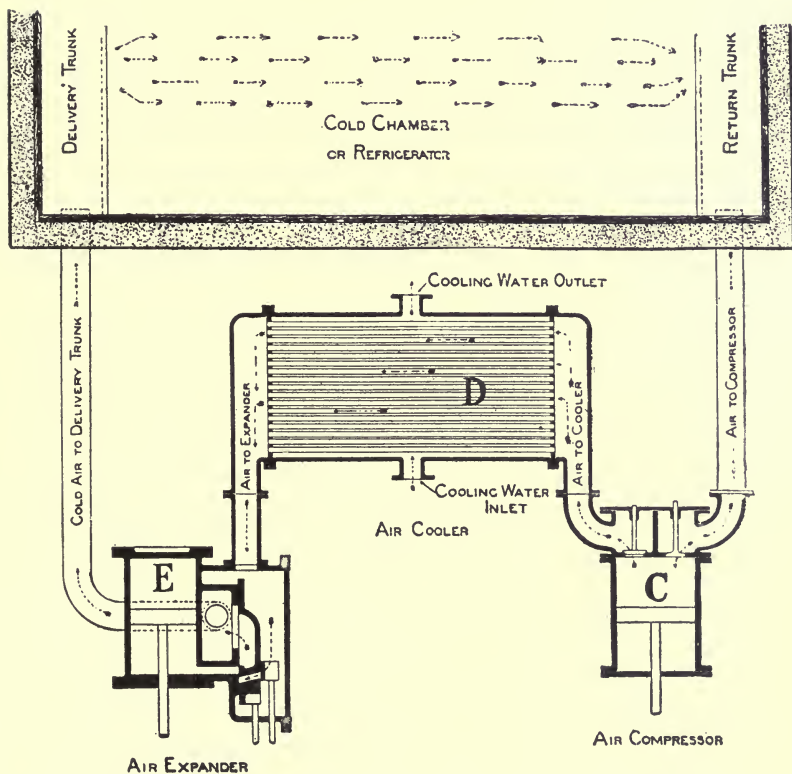 DELIVERY TRUNK
COLD CHAMBER
OR REFRIGERATOR
RETURN TRUNK
COOLING WATER OUTLET
COLD AIR TO DELIVERY TRUNK
AIR TO EXPANDER
D
AIR TO COOLER
AIR TO COMPRESSOR
COOLING WATER
INLET
AIR COOLER
E
C
AIR COMPRESSOR
AIR EXPANDER